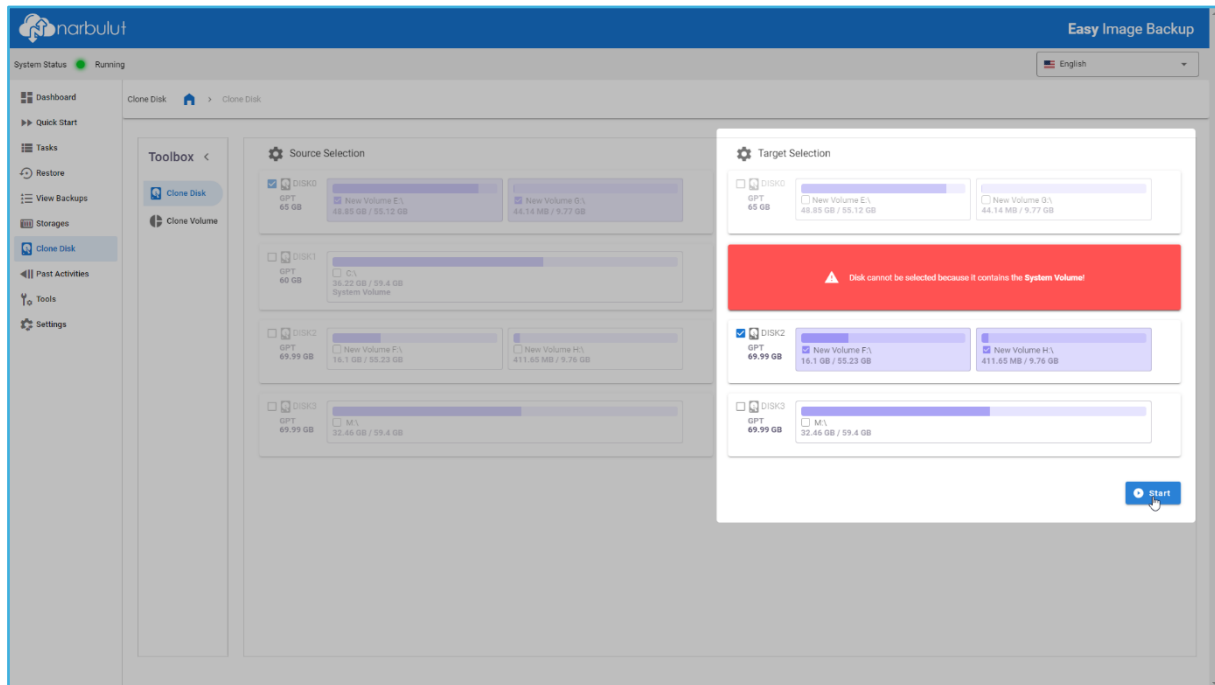 narbulut
Easy Image Backup
System Status
Running
English
Dashboard
Quick Start
Tasks
Restore
View Backups
Storages
Clone Disk
Past Activities
Tools
Settings
Clone Disk > Clone Disk
Toolbox <
Clone Disk
Clone Volume
Source Selection
DISK0
GPT
65 GB
New Volume E:\
48.85 GB / 55.12 GB
New Volume G:\
44.14 MB / 9.77 GB
DISK1
GPT
60 GB
C:\
36.22 GB / 59.4 GB
System Volume
DISK2
GPT
69.99 GB
New Volume F:\
16.1 GB / 55.23 GB
New Volume H:\
411.65 MB / 9.76 GB
DISK3
GPT
69.99 GB
M:\
32.46 GB / 59.4 GB
Target Selection
DISK0
GPT
65 GB
New Volume E:\
48.85 GB / 55.12 GB
New Volume G:\
44.14 MB / 9.77 GB
Disk cannot be selected because it contains the System Volume!
DISK2
GPT
69.99 GB
New Volume F:\
16.1 GB / 55.23 GB
New Volume H:\
411.65 MB / 9.76 GB
DISK3
GPT
69.99 GB
M:\
32.46 GB / 59.4 GB
Start